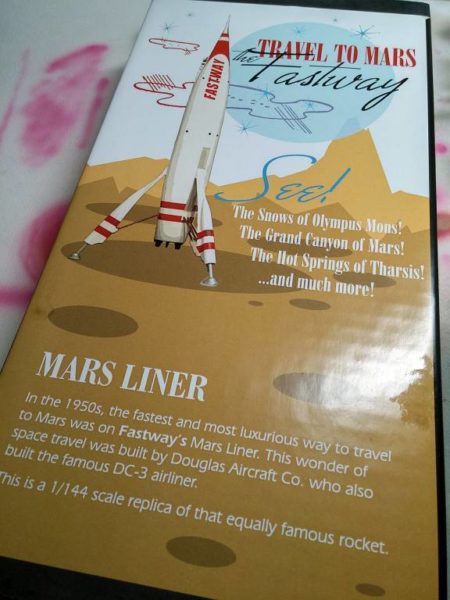 TRAVEL TO MARS
the Fastway
FASTWAY
See!
The Snows of Olympus Mons!
The Grand Canyon of Mars!
The Hot Springs of Tharsis!
...and much more!
MARS LINER
In the 1950s, the fastest and most luxurious way to travel
to Mars was on Fastway's Mars Liner. This wonder of
space travel was built by Douglas Aircraft Co. who also
built the famous DC-3 airliner.
This is a 1/144 scale replica of that equally famous rocket.